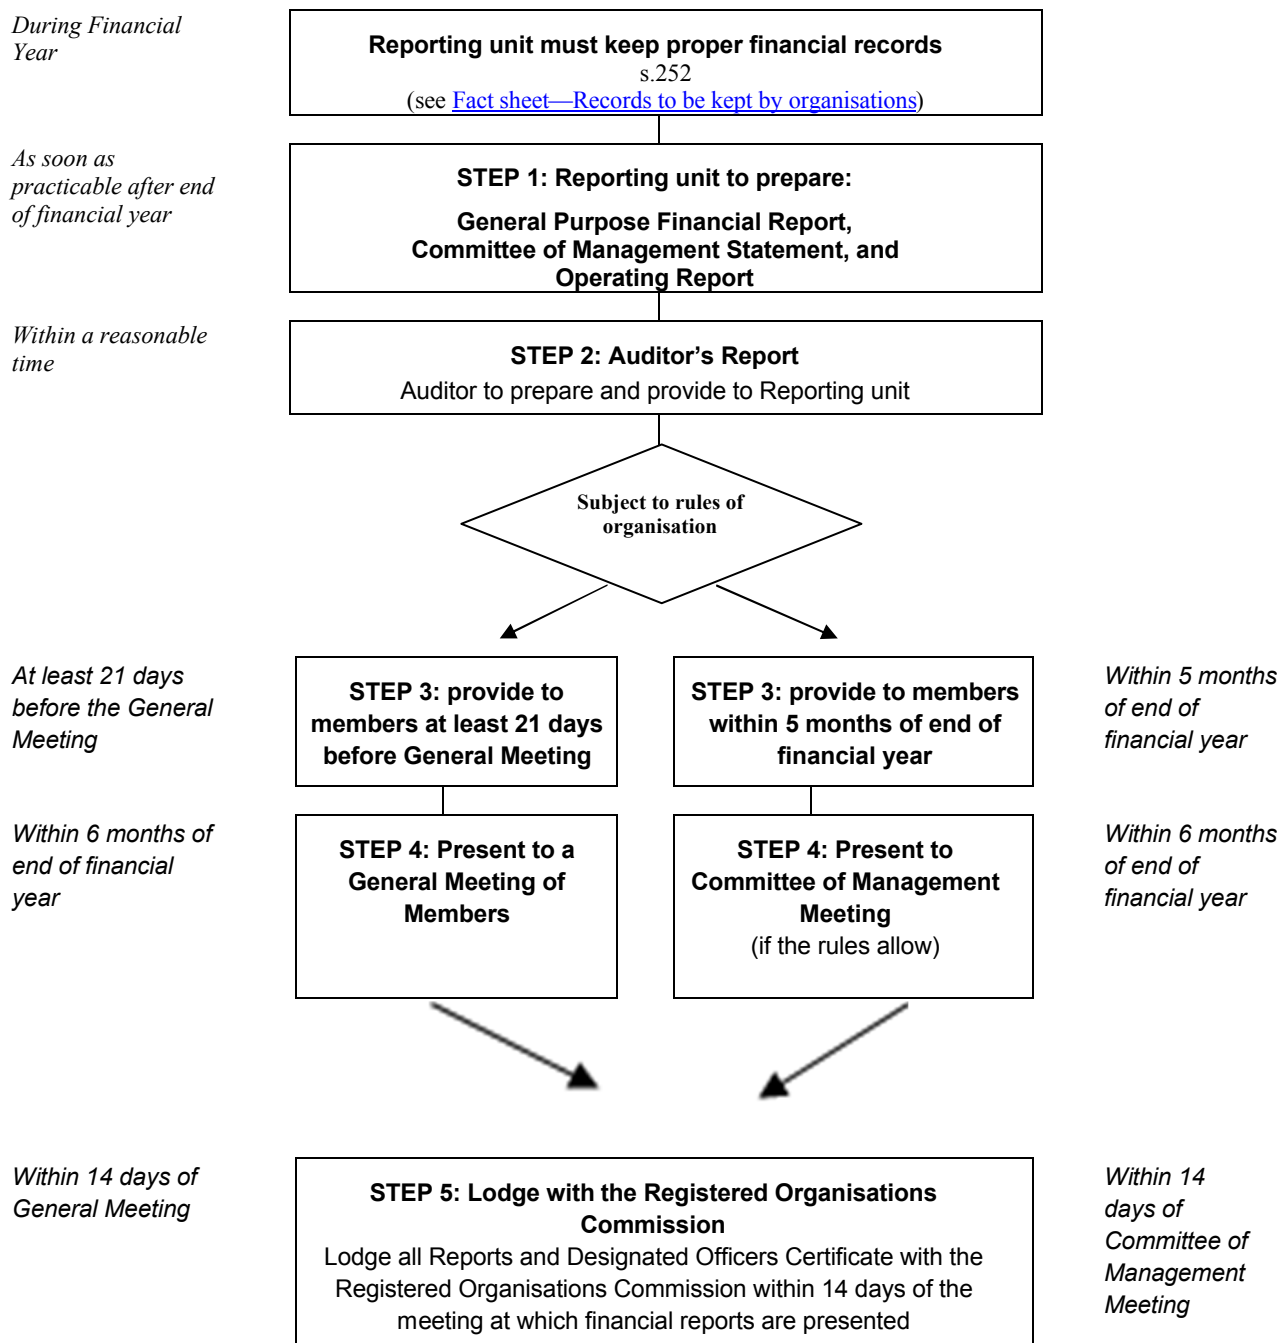 During Financial
Year
Reporting unit must keep proper financial records
s.252
(see Fact sheet—Records to be kept by organisations)
As soon as
practicable after end
of financial year
STEP 1: Reporting unit to prepare:
General Purpose Financial Report,
Committee of Management Statement, and
Operating Report
Within a reasonable
time
STEP 2: Auditor’s Report
Auditor to prepare and provide to Reporting unit
Subject to rules of
organisation
At least 21 days
before the General
Meeting
STEP 3: provide to
members at least 21 days
before General Meeting
STEP 3: provide to members
within 5 months of end of
financial year
Within 5 months
of end of
financial year
Within 6 months of
end of financial
year
STEP 4: Present to a
General Meeting of
Members
STEP 4: Present to
Committee of Management
Meeting
(if the rules allow)
Within 6 months
of end of
financial year
Within 14 days of
General Meeting
STEP 5: Lodge with the Registered Organisations
Commission
Lodge all Reports and Designated Officers Certificate with the
Registered Organisations Commission within 14 days of the
meeting at which financial reports are presented
Within 14
days of
Committee of
Management
Meeting